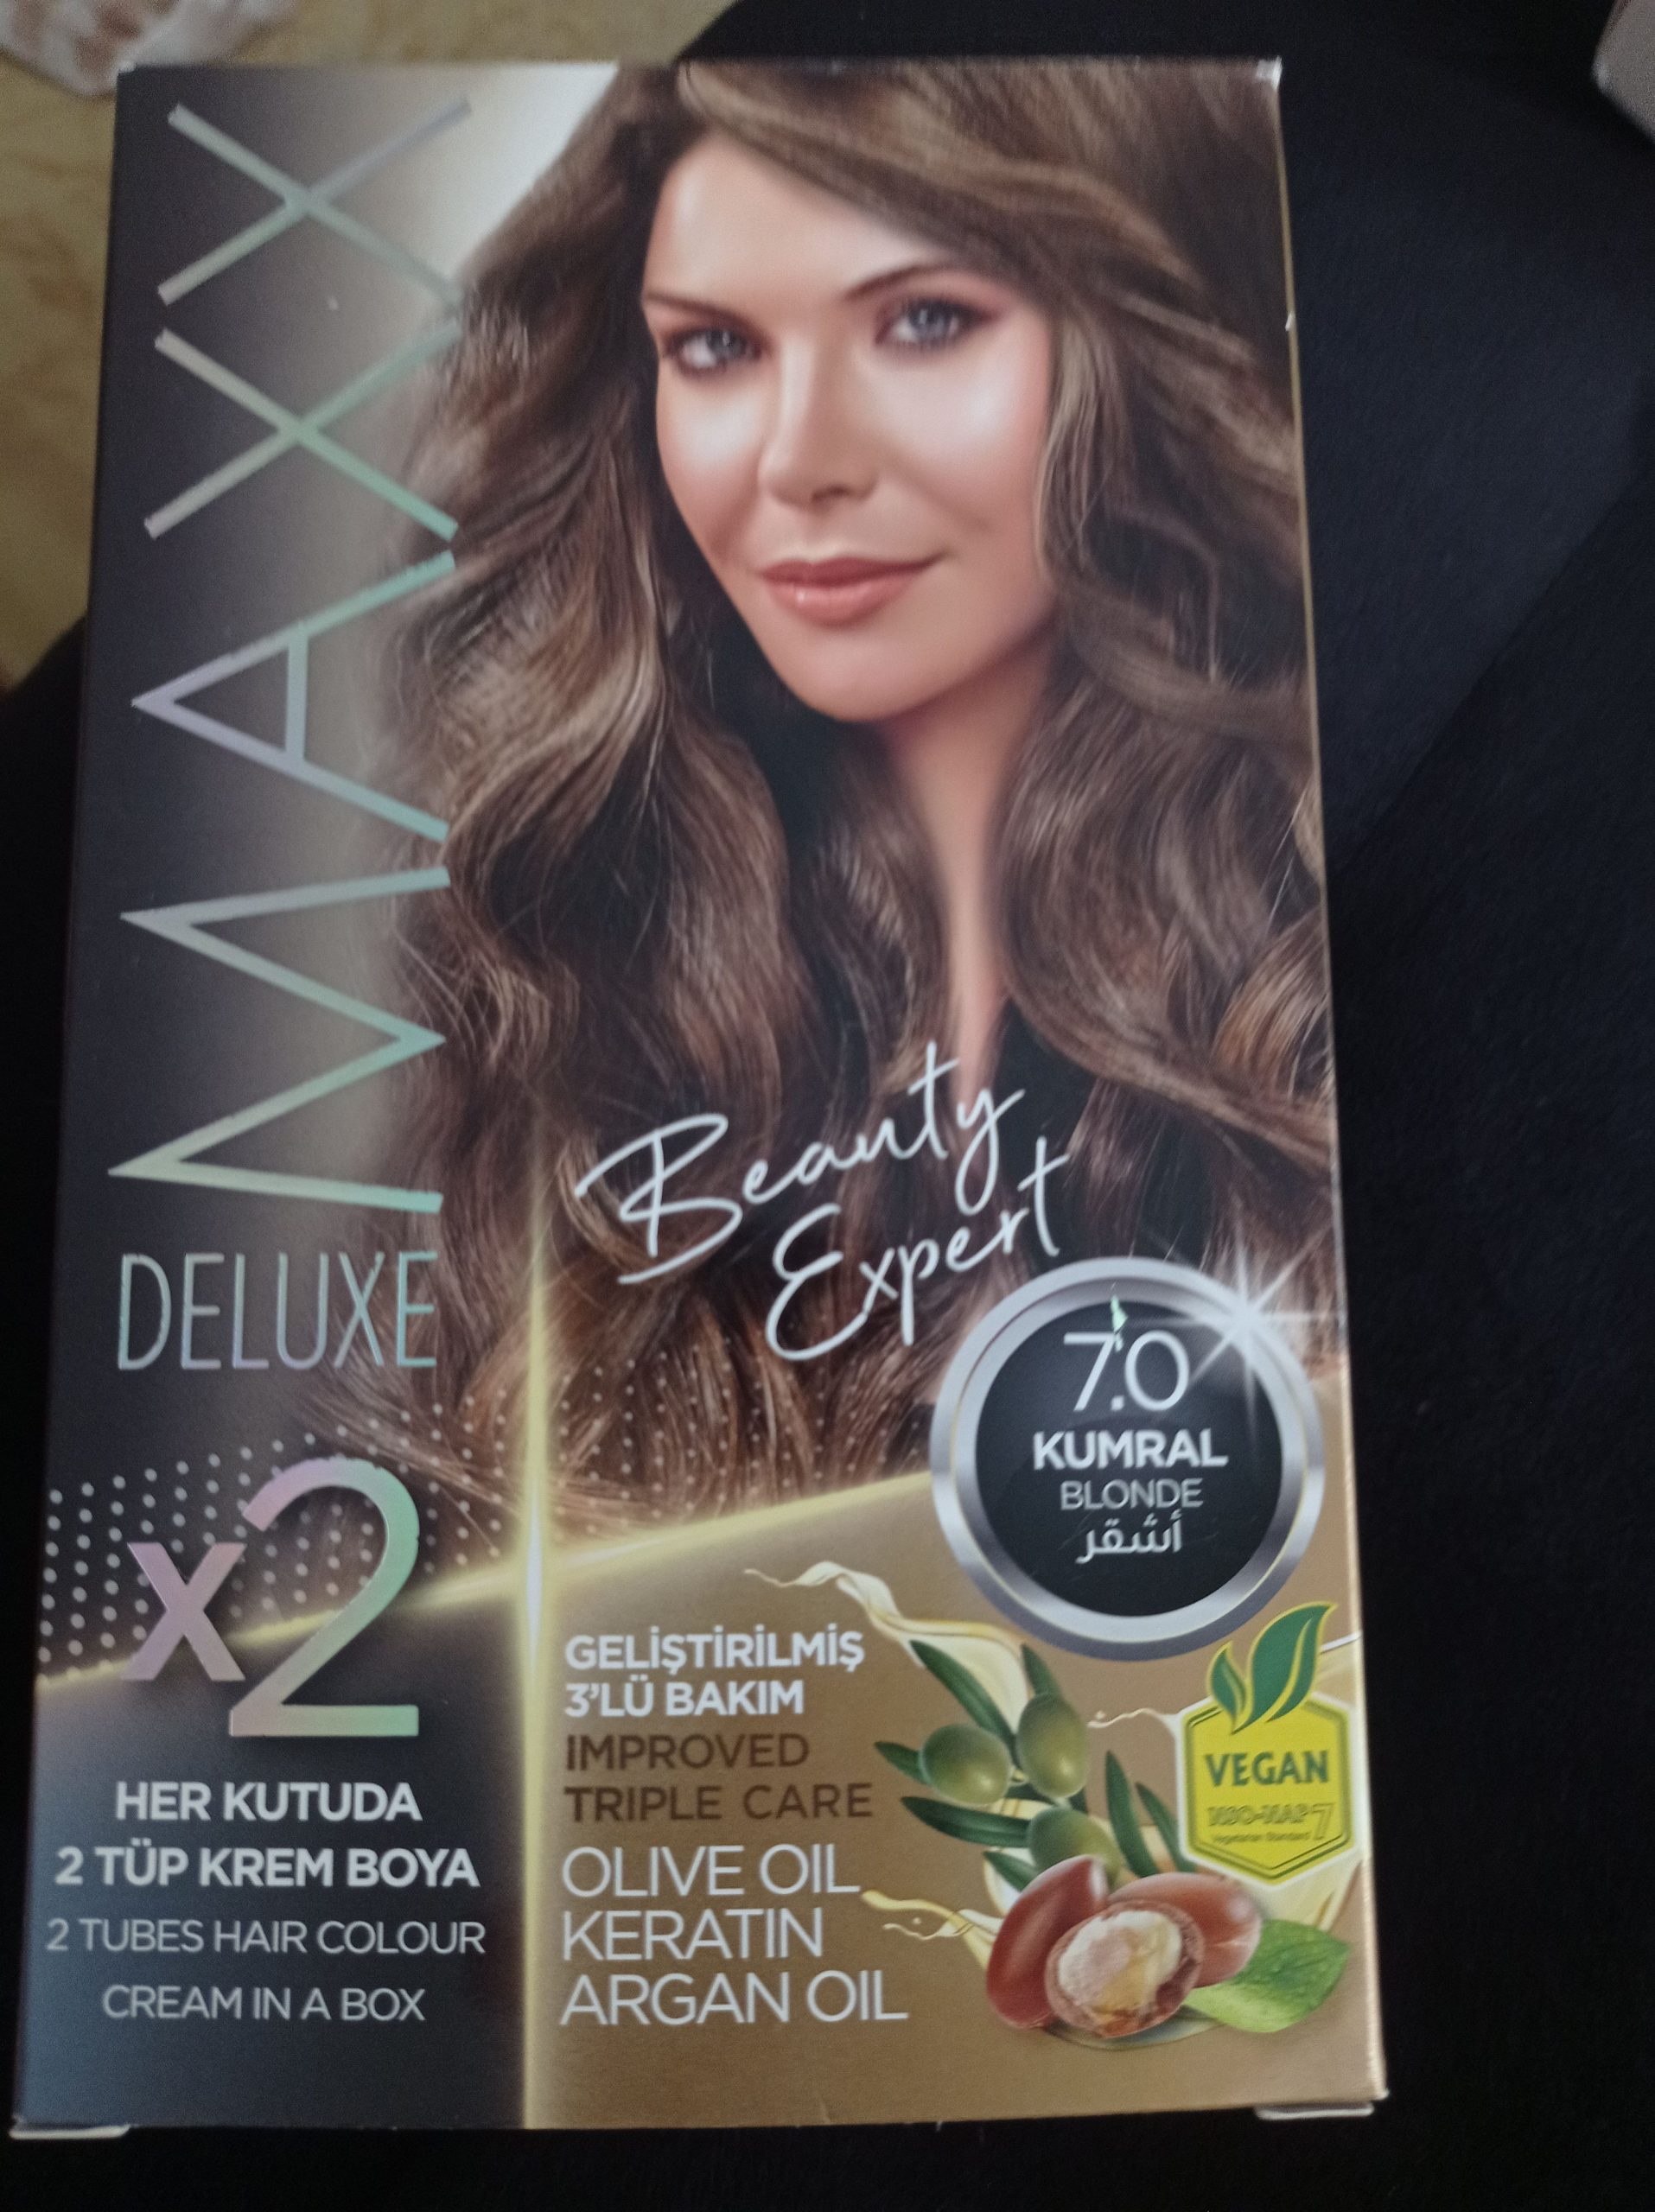 MAXX
DELUXE
x2
HER KUTUDA
2 TÜP KREM BOYA
2 TUBES HAIR COLOUR
CREAM IN A BOX
Beauty
Expert
7.0
KUMRAL
BLONDE
أشقر
GELİŞTİRİLMİŞ
3'LÜ BAKIM
IMPROVED
TRIPLE CARE
OLIVE OIL
KERATIN
ARGAN OIL
VEGAN